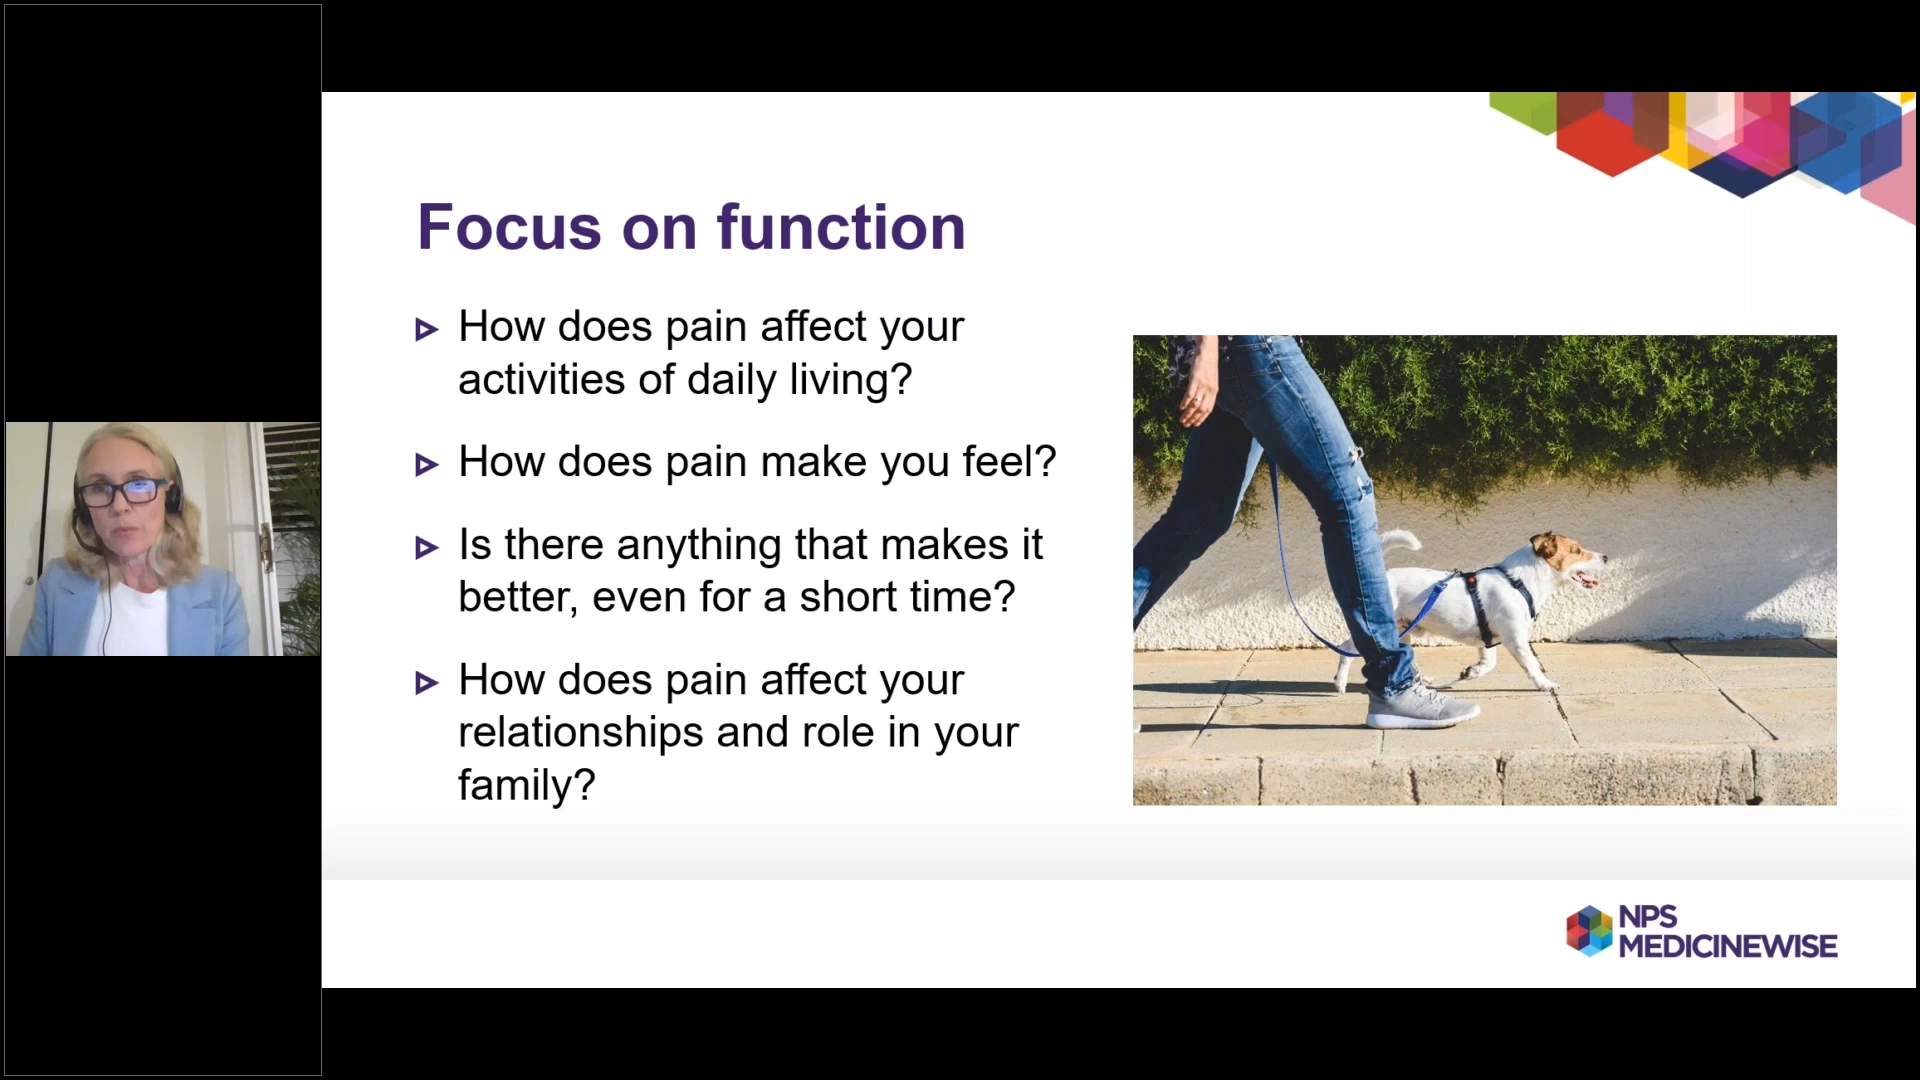 Focus on function
How does pain affect your
activities of daily living?
How does pain make you feel?
Is there anything that makes it
better, even for a short time?
How does pain affect your
relationships and role in your
family?
NPS
MEDICINEWISE